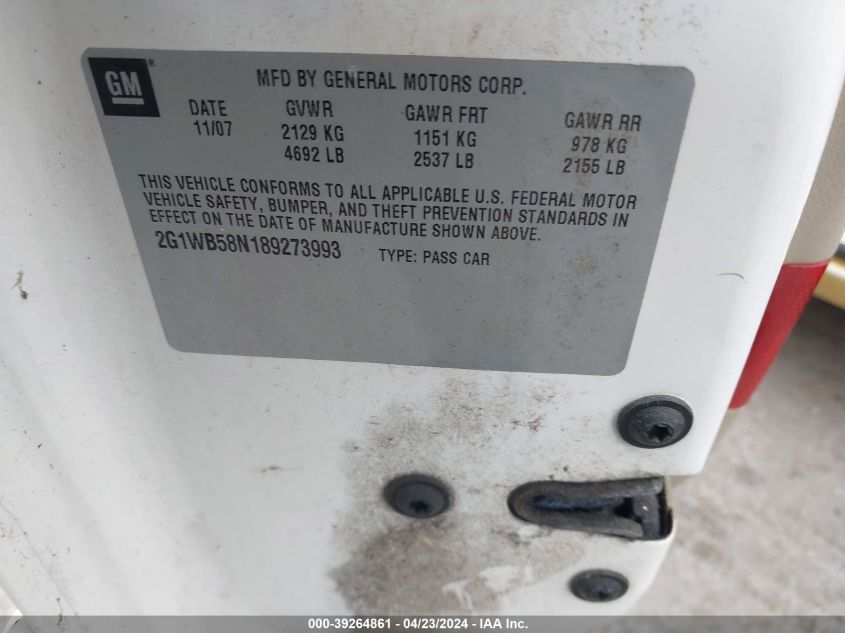 GM®
MFD BY GENERAL MOTORS CORP.
DATE GVWR GAWR FRT GAWR RR
11/07 2129 KG 1151 KG 978 KG
4692 LB 2537 LB 2155 LB
THIS VEHICLE CONFORMS TO ALL APPLICABLE U.S. FEDERAL MOTOR
VEHICLE SAFETY, BUMPER, AND THEFT PREVENTION STANDARDS IN
EFFECT ON THE DATE OF MANUFACTURE SHOWN ABOVE.
2G1WB58N189273993 TYPE: PASS CAR
000-39264861 - 04/23/2024 - IAA Inc.